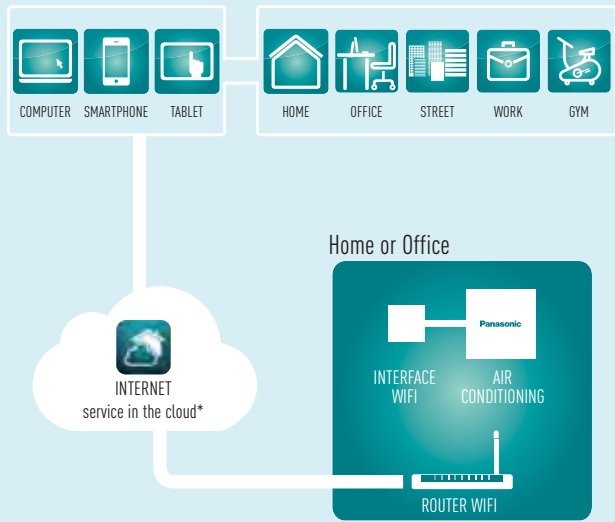 COMPUTER SMARTPHONE TABLET HOME OFFICE STREET WORK GYM
Home or Office
Panasonic
INTERFACE
WIFI
AIR
CONDITIONING
INTERNET
service in the cloud*
ROUTER WIFI